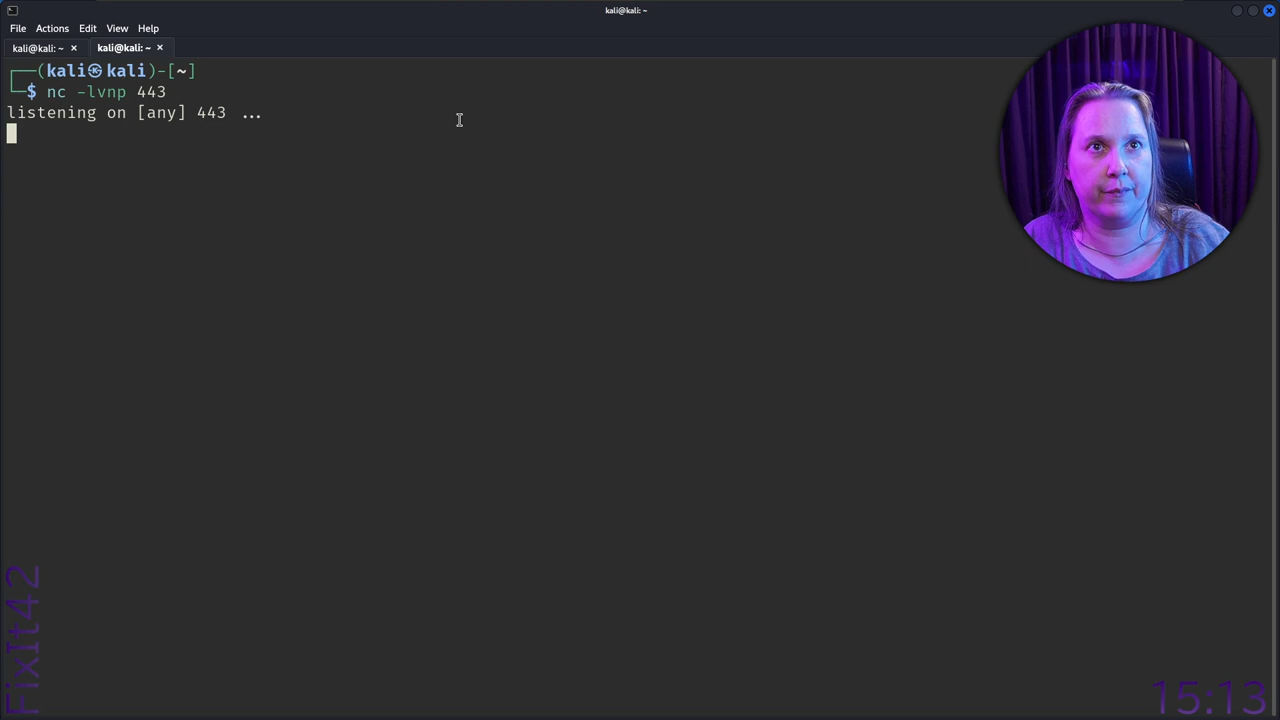 kali@kali: ~
File Actions Edit View Help
kali@kali: ~ × kali@kali: ~ ×
┌──(kali㉿kali)-[~]
└─$ nc -lvnp 443
listening on [any] 443 ...
FixIt42
15:13